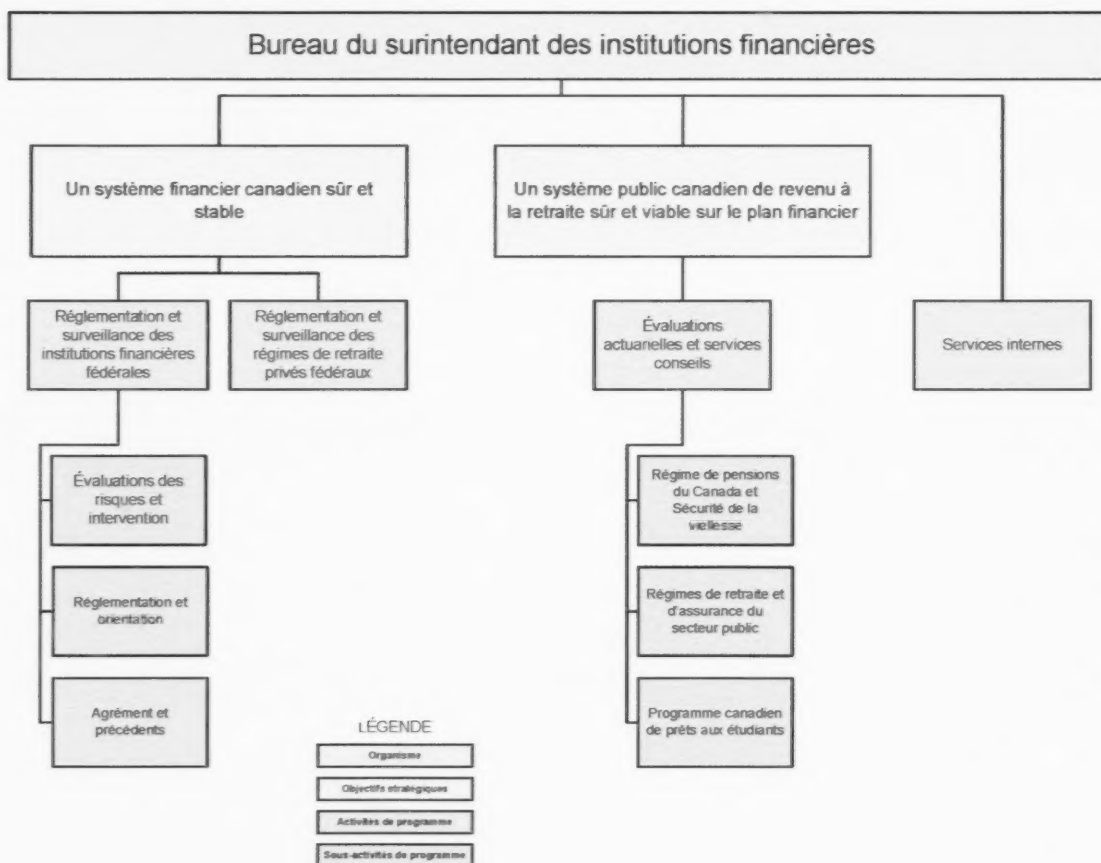 Bureau du surintendant des institutions financières
Un système financier canadien sûr et
stable
Un système public canadien de revenu à
la retraite sûr et viable sur le plan financier
Réglementation et
surveillance des
institutions financières
fédérales
Réglementation et
surveillance des
régimes de retraite
privés fédéraux
Évaluations
actuarielles et services
conseils
Services internes
Évaluations des
risques et
intervention
Réglementation et
orientation
Agrément et
précédents
Régime de pensions
du Canada et
Sécurité de la
viellesse
Régimes de retraite et
d'assurance du
secteur public
Programme canadien
de prêts aux étudiants
LÉGENDE
Organisme
Objectifs stratégiques
Activités de programme
Sous-activités de programme